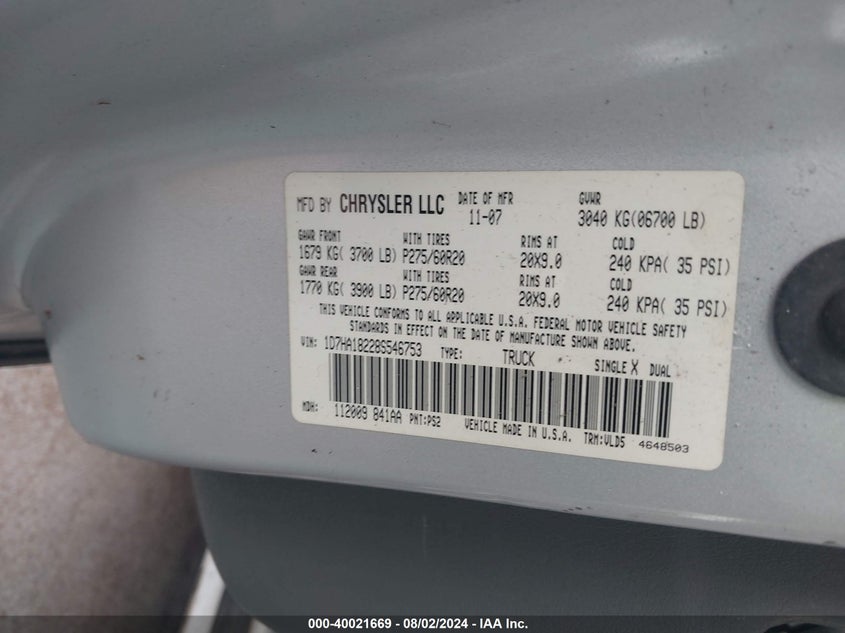 MFD BY CHRYSLER LLC DATE OF MFR 11-07 GVWR 3040 KG(06700 LB)
GAWR FRONT WITH TIRES RIMS AT COLD
1679 KG( 3700 LB) P275/60R20 20X9.0 240 KPA( 35 PSI)
GAWR REAR WITH TIRES RIMS AT COLD
1770 KG( 3900 LB) P275/60R20 20X9.0 240 KPA( 35 PSI)
THIS VEHICLE CONFORMS TO ALL APPLICABLE U.S.A. FEDERAL MOTOR VEHICLE SAFETY
STANDARDS IN EFFECT ON THE DATE OF MANUFACTURE SHOWN ABOVE.
VIN: 1D7HA18228S546753 TYPE: TRUCK SINGLE X DUAL
MDH: 112009 841AA PNT:PS2 VEHICLE MADE IN U.S.A. TRM:VLD5 4648503
000-40021669 - 08/02/2024 - IAA Inc.